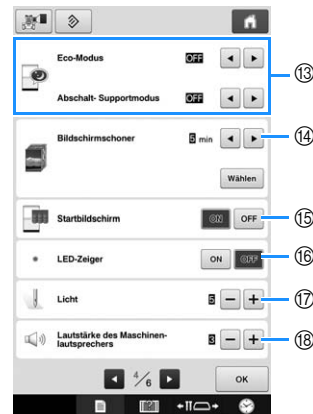 Eco-Modus OFF
⑬
Abschalt- Supportmodus OFF
Bildschirmschoner 5 min
⑭
Wählen
Startbildschirm ON OFF
⑮
LED-Zeiger ON OFF
⑯
Licht 5 − +
⑰
Lautstärke des Maschinen-
lautsprechers 3 − +
⑱
4/6 OK